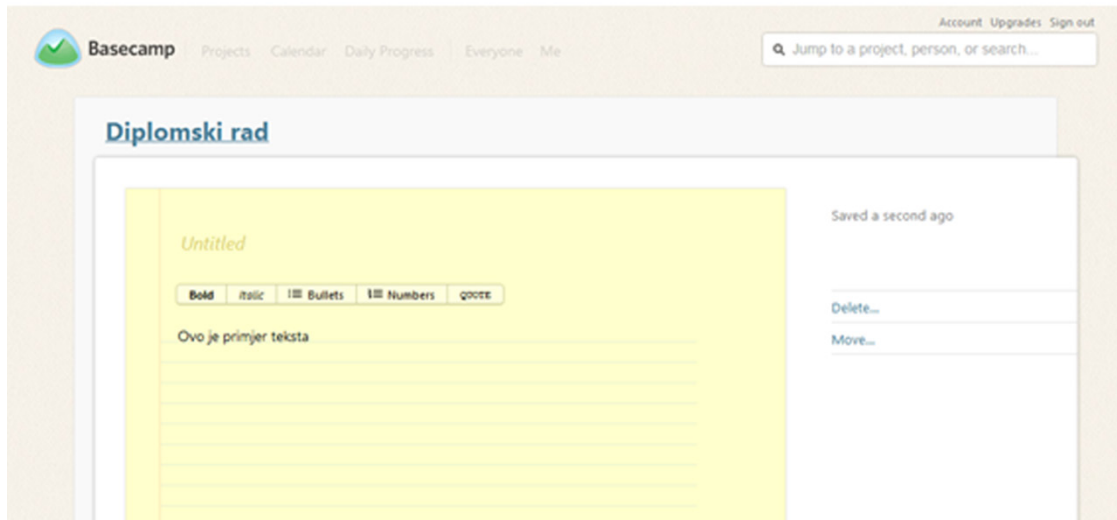 Account Upgrades Sign out
Basecamp Projects Calendar Daily Progress Everyone Me
Jump to a project, person, or search...
Diplomski rad
Saved a second ago
Untitled
Bold Italic Bullets Numbers QUOTE
Delete...
Ovo je primjer teksta
Move...